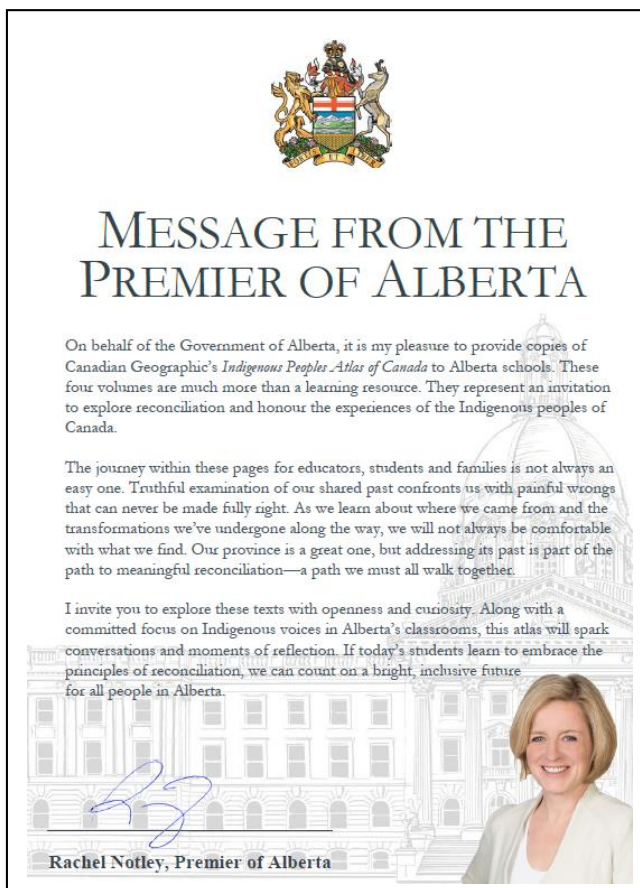 MESSAGE FROM THE
PREMIER OF ALBERTA
On behalf of the Government of Alberta, it is my pleasure to provide copies of
Canadian Geographic's Indigenous Peoples Atlas of Canada to Alberta schools. These
four volumes are much more than a learning resource. They represent an invitation
to explore reconciliation and honour the experiences of the Indigenous peoples of
Canada.
The journey within these pages for educators, students and families is not always an
easy one. Truthful examination of our shared past confronts us with painful wrongs
that can never be made fully right. As we learn about where we came from and the
transformations we've undergone along the way, we will not always be comfortable
with what we find. Our province is a great one, but addressing its past is part of the
path to meaningful reconciliation—a path we must all walk together.
I invite you to explore these texts with openness and curiosity. Along with a
committed focus on Indigenous voices in Alberta's classrooms, this atlas will spark
conversations and moments of reflection. If today's students learn to embrace the
principles of reconciliation, we can count on a bright, inclusive future
for all people in Alberta.
Rachel Notley, Premier of Alberta